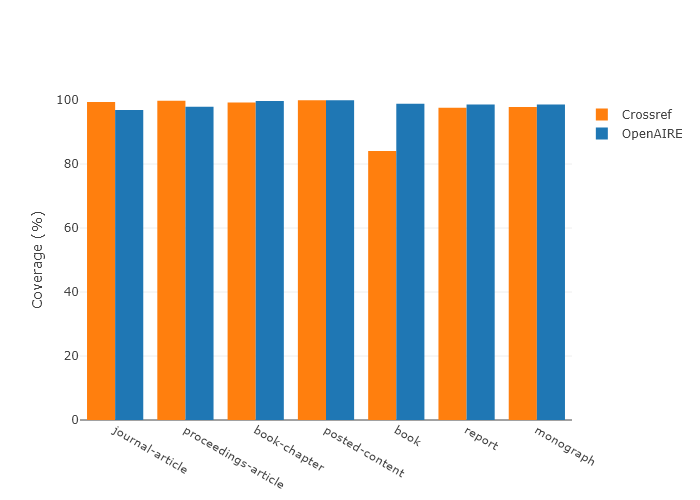 100
80
60
40
20
0
Coverage (%)
journal-article
proceedings-article
book-chapter
posted-content
book
report
monograph
Crossref
OpenAIRE